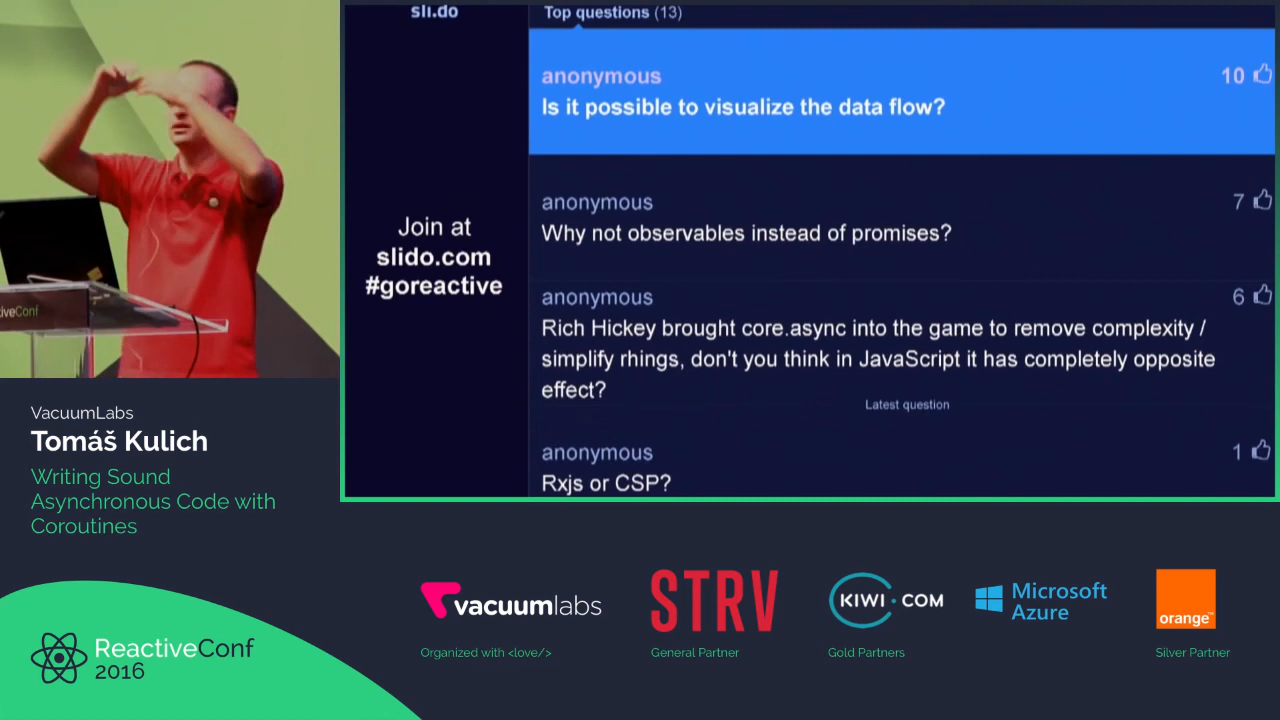 sli.do
Top questions (13)
anonymous
10
Is it possible to visualize the data flow?
anonymous
7
Why not observables instead of promises?
Join at
slido.com
#goreactive
anonymous
6
Rich Hickey brought core.async into the game to remove complexity /
simplify rhings, don't you think in JavaScript it has completely opposite
effect?
Latest question
anonymous
1
Rxjs or CSP?
tiveConf
VacuumLabs
Tomáš Kulich
Writing Sound
Asynchronous Code with
Coroutines
ReactiveConf
2016
vacuumlabs
Organized with <love/>
STRV
General Partner
KIWI.COM
Gold Partners
Microsoft
Azure
orange™
Silver Partner